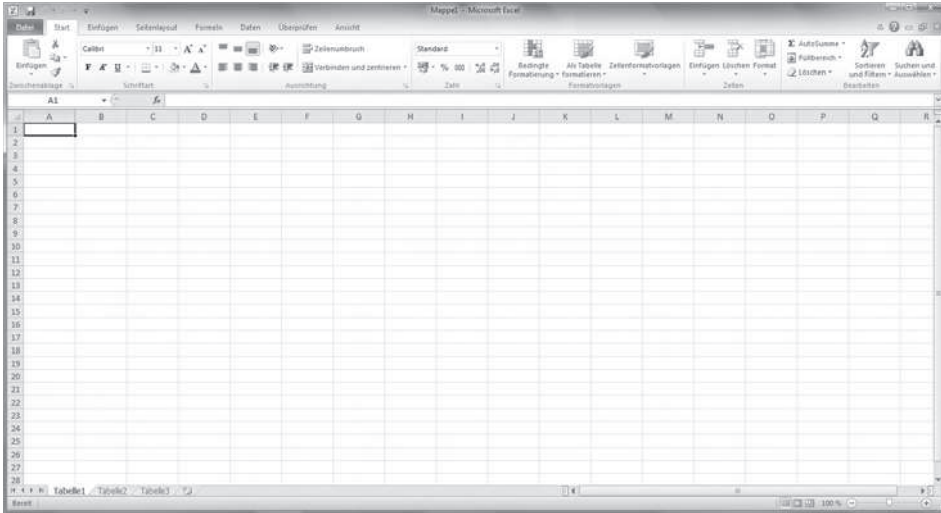 Mappe1 - Microsoft Excel
Datei Start Einfügen Seitenlayout Formeln Daten Überprüfen Ansicht
Einfügen
Calibri 11 A A
F K U A
Zeilenumbruch
Verbinden und zentrieren
Standard
% 000
Bedingte Formatierung
Als Tabelle formatieren
Zellenformatvorlagen
Einfügen Löschen Format
Σ AutoSumme
Füllbereich
Löschen
Sortieren und Filtern
Suchen und Auswählen
Zwischenablage Schriftart Ausrichtung Zahl Formatvorlagen Zellen Bearbeiten
A1 fx
A B C D E F G H I J K L M N O P Q R
1
2
3
4
5
6
7
8
9
10
11
12
13
14
15
16
17
18
19
20
21
22
23
24
25
26
27
28
Tabelle1 Tabelle2 Tabelle3
Bereit 100 %